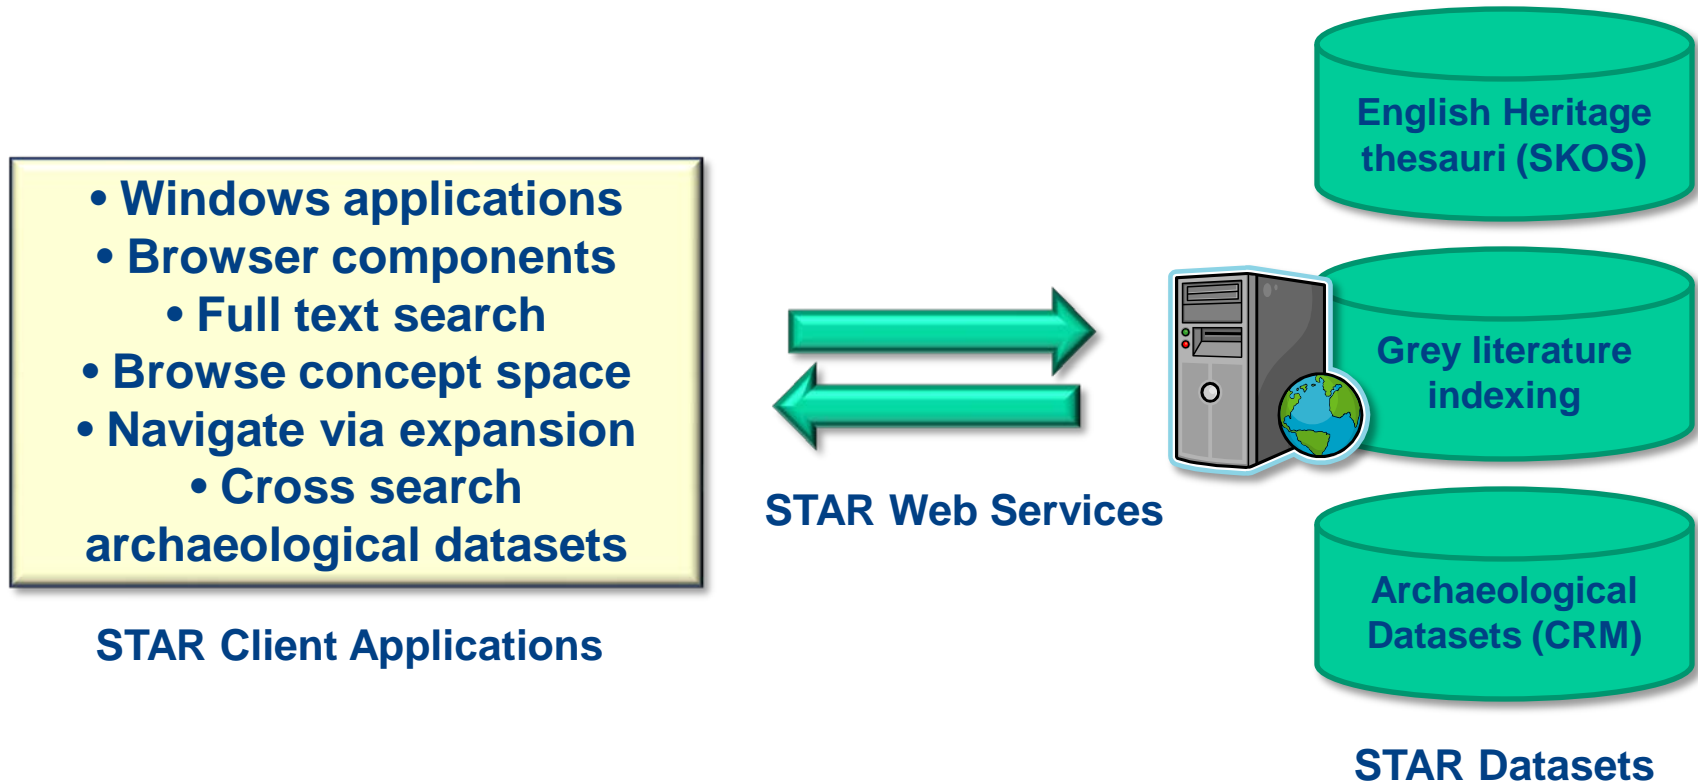 • Windows applications
• Browser components
• Full text search
• Browse concept space
• Navigate via expansion
• Cross search
archaeological datasets
STAR Client Applications
STAR Web Services
English Heritage
thesauri (SKOS)
Grey literature
indexing
Archaeological
Datasets (CRM)
STAR Datasets